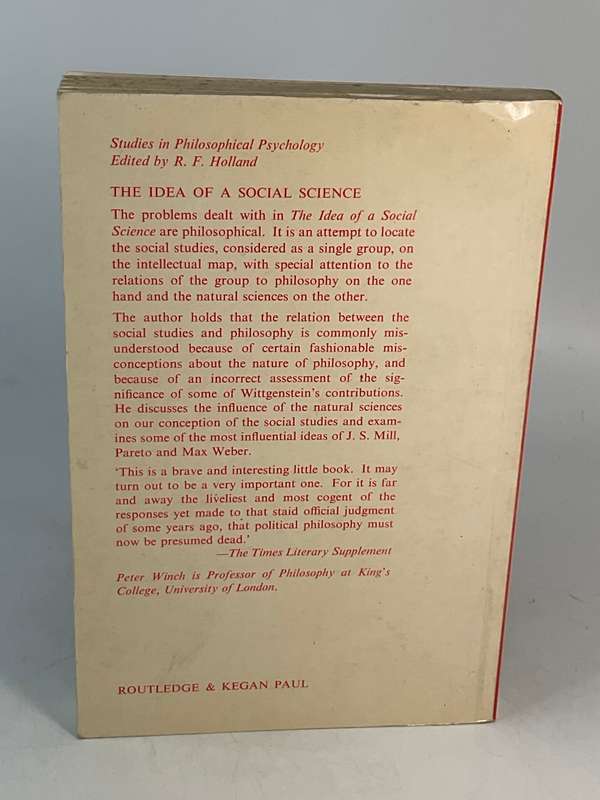 Studies in Philosophical Psychology
Edited by R. F. Holland
THE IDEA OF A SOCIAL SCIENCE
The problems dealt with in The Idea of a Social
Science are philosophical. It is an attempt to locate
the social studies, considered as a single group, on
the intellectual map, with special attention to the
relations of the group to philosophy on the one
hand and the natural sciences on the other.
The author holds that the relation between the
social studies and philosophy is commonly mis-
understood because of certain fashionable mis-
conceptions about the nature of philosophy, and
because of an incorrect assessment of the sig-
nificance of some of Wittgenstein's contributions.
He discusses the influence of the natural sciences
on our conception of the social studies and exam-
ines some of the most influential ideas of J. S. Mill,
Pareto and Max Weber.
'This is a brave and interesting little book. It may
turn out to be a very important one. For it is far
and away the liveliest and most cogent of the
responses yet made to that staid official judgment
of some years ago, that political philosophy must
now be presumed dead.'
—The Times Literary Supplement
Peter Winch is Professor of Philosophy at King's
College, University of London.
ROUTLEDGE & KEGAN PAUL